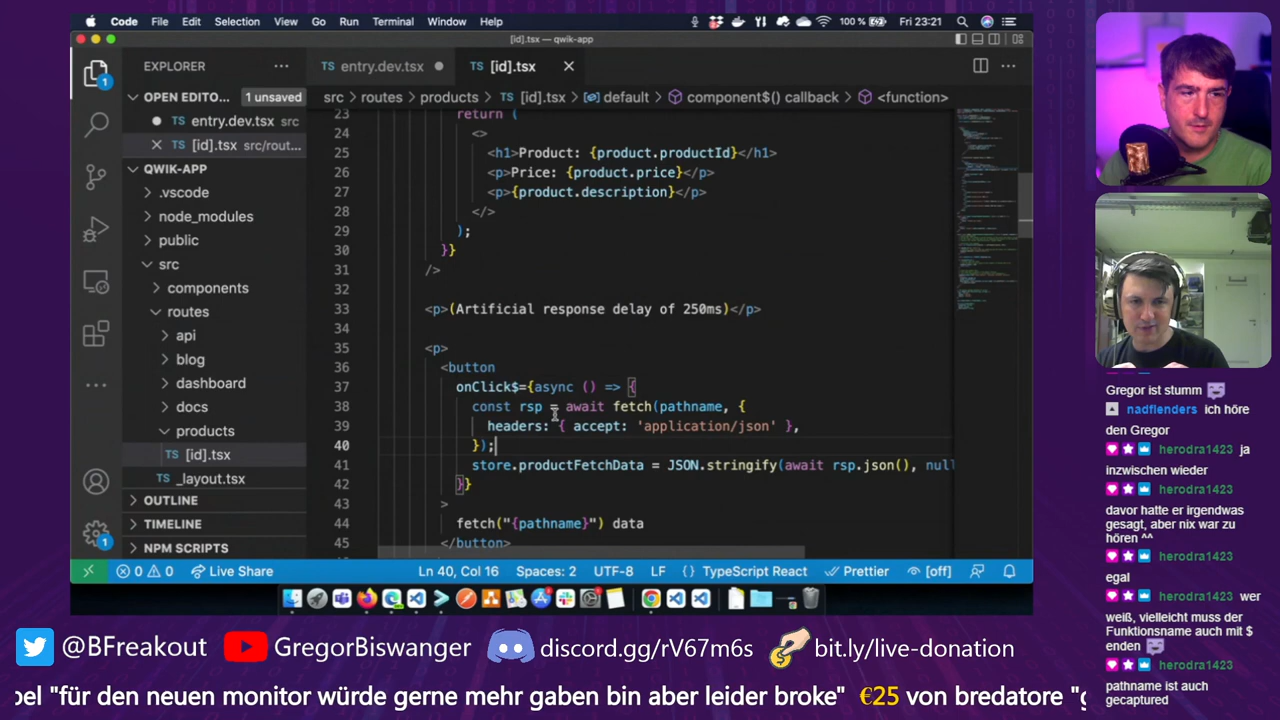 Code File Edit Selection View Go Run Terminal Window Help
100 % Fri 23:21
[id].tsx — qwik-app
EXPLORER
TS entry.dev.tsx
TS [id].tsx
OPEN EDITO... 1 unsaved
src > routes > products > TS [id].tsx > default > component$() callback > <function>
TS entry.dev.tsx src
TS [id].tsx src/rout...
QWIK-APP
.vscode
node_modules
public
src
components
routes
api
blog
dashboard
docs
products
TS [id].tsx
TS _layout.tsx
OUTLINE
TIMELINE
NPM SCRIPTS
1
1
23 return (
24 <>
25 <h1>Product: {product.productId}</h1>
26 <p>Price: {product.price}</p>
27 <p>{product.description}</p>
28 </>
29 );
30 }}
31 />
32
33 <p>(Artificial response delay of 250ms)</p>
34
35 <p>
36 <button
37 onClick$={async () => {
38 const rsp = await fetch(pathname, {
39 headers: { accept: 'application/json' },
40 });
41 store.productFetchData = JSON.stringify(await rsp.json(), null
42 }}
43 >
44 fetch("{pathname}") data
45 </button>
0 0 Live Share Ln 40, Col 16 Spaces: 2 UTF-8 LF {} TypeScript React Prettier [off]
Gregor ist stumm
nadflenders ich höre
den Gregor
herodra1423 ja
inzwischen wieder
herodra1423
davor hatte er irgendwas
gesagt, aber nix war zu
hören ^^
herodra1423
egal
herodra1423 wer
weiß, vielleicht muss der
Funktionsname auch mit $
enden
herodra1423
pathname ist auch
gecaptured
@BFreakout GregorBiswanger discord.gg/rV67m6s bit.ly/live-donation
pel "für den neuen monitor würde gerne mehr gaben bin aber leider broke" €25 von bredatore "g